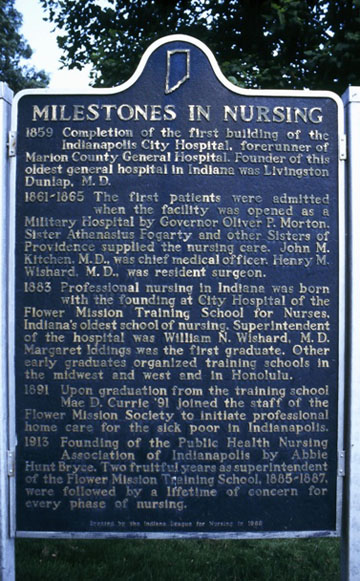 MILESTONES IN NURSING
1859 Completion of the first building of the
Indianapolis City Hospital, forerunner of
Marion County General Hospital. Founder of this
oldest general hospital in Indiana was Livingston
Dunlap, M. D.
1861-1865 The first patients were admitted
when the facility was opened as a
Military Hospital by Governor Oliver P. Morton.
Sister Athanasius Fogarty and other Sisters of
Providence supplied the nursing care. John M.
Kitchen, M.D., was chief medical officer. Henry M.
Wishard, M. D., was resident surgeon.
1883 Professional nursing in Indiana was born
with the founding at City Hospital of the
Flower Mission Training School for Nurses,
Indiana's oldest school of nursing. Superintendent
of the hospital was William N. Wishard, M. D.
Margaret Iddings was the first graduate. Other
early graduates organized training schools in
the midwest and west and in Honolulu.
1891 Upon graduation from the training school
Mae D. Currie '91 joined the staff of the
Flower Mission Society to initiate professional
home care for the sick poor in Indianapolis.
1913 Founding of the Public Health Nursing
Association of Indianapolis by Abbie
Hunt Bryce. Two fruitful years as superintendent
of the Flower Mission Training School, 1885-1887,
were followed by a lifetime of concern for
every phase of nursing.
Erected by the Indiana League for Nursing in 1966